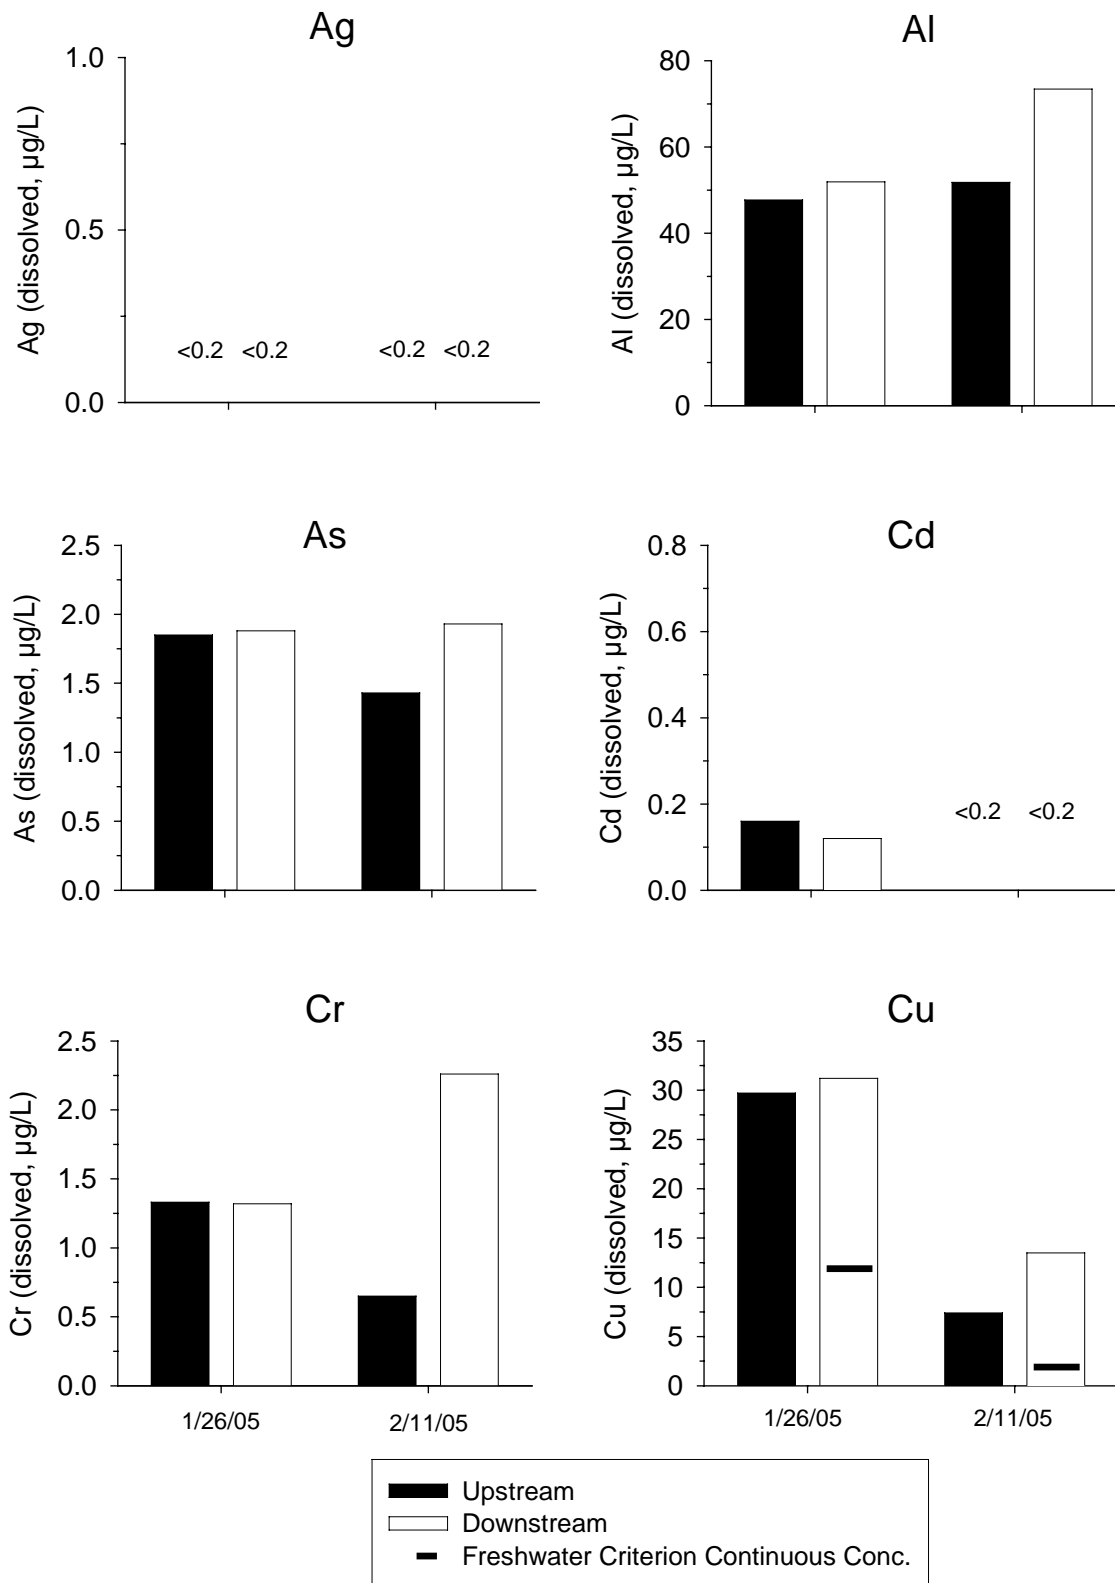 Ag
Ag (dissolved, µg/L)
1.0
0.5
0.0
<0.2 <0.2 <0.2 <0.2
Al
Al (dissolved, µg/L)
80
60
40
20
0
As
As (dissolved, µg/L)
2.5
2.0
1.5
1.0
0.5
0.0
Cd
Cd (dissolved, µg/L)
0.8
0.6
0.4
0.2
0.0
<0.2 <0.2
Cr
Cr (dissolved, µg/L)
2.5
2.0
1.5
1.0
0.5
0.0
1/26/05 2/11/05
Cu
Cu (dissolved, µg/L)
35
30
25
20
15
10
5
0
1/26/05 2/11/05
Upstream
Downstream
Freshwater Criterion Continuous Conc.